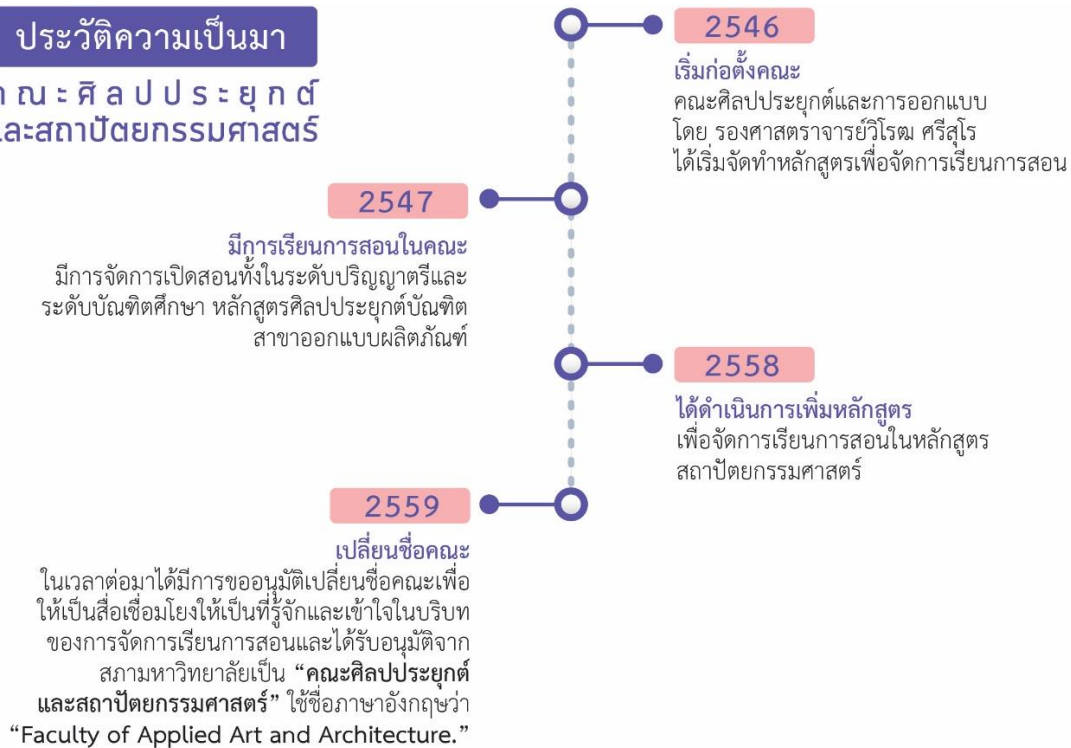 ประวัติความเป็นมา
คณะศิลปประยุกต์
และสถาปัตยกรรมศาสตร์
2546
เริ่มก่อตั้งคณะ
คณะศิลปประยุกต์และการออกแบบ
โดย รองศาสตราจารย์วิโรฒ ศรีสุโร
ได้เริ่มจัดทำหลักสูตรเพื่อจัดการเรียนการสอน
2547
มีการเรียนการสอนในคณะ
มีการจัดการเปิดสอนทั้งในระดับปริญญาตรีและ
ระดับบัณฑิตศึกษา หลักสูตรศิลปประยุกต์บัณฑิต
สาขาออกแบบผลิตภัณฑ์
2558
ได้ดำเนินการเพิ่มหลักสูตร
เพื่อจัดการเรียนการสอนในหลักสูตร
สถาปัตยกรรมศาสตร์
2559
เปลี่ยนชื่อคณะ
ในเวลาต่อมาได้มีการขออนุมัติเปลี่ยนชื่อคณะเพื่อ
ให้เป็นสื่อเชื่อมโยงให้เป็นที่รู้จักและเข้าใจในบริบท
ของการจัดการเรียนการสอนและได้รับอนุมัติจาก
สภามหาวิทยาลัยเป็น “คณะศิลปประยุกต์
และสถาปัตยกรรมศาสตร์” ใช้ชื่อภาษาอังกฤษว่า
“Faculty of Applied Art and Architecture.”